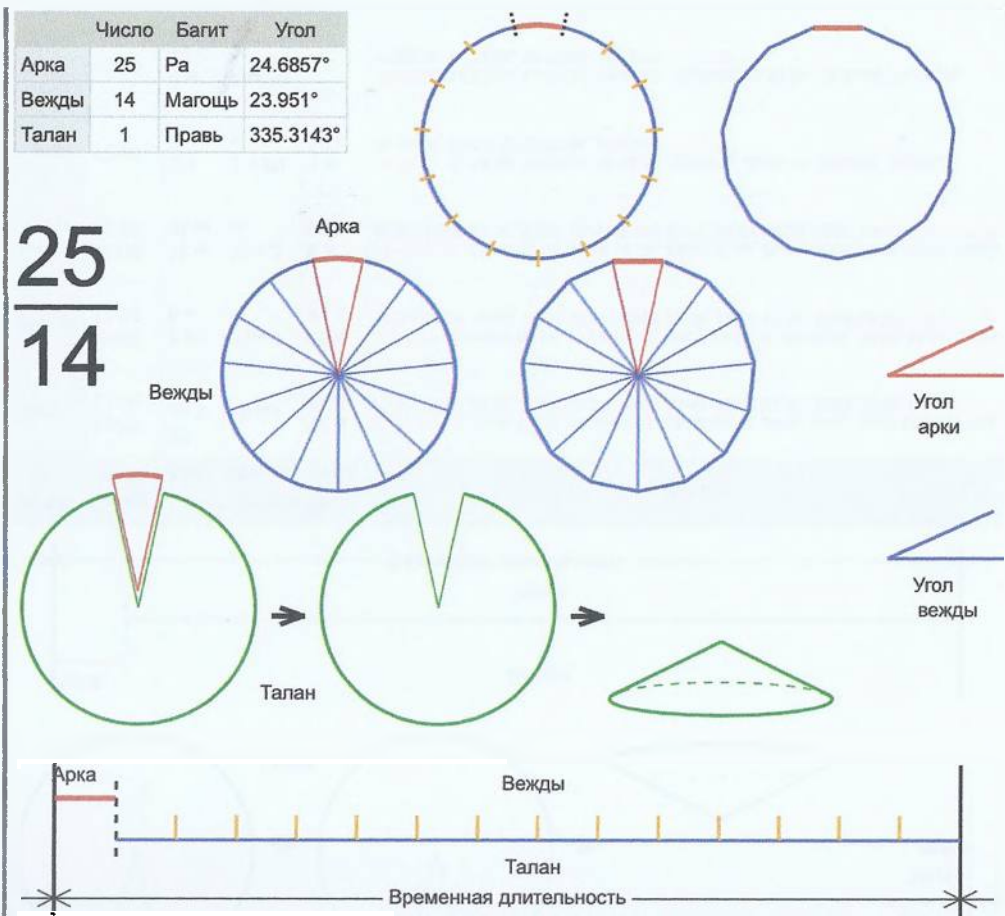 Число Багит Угол
Арка 25 Ра 24.6857°
Вежды 14 Магощь 23.951°
Талан 1 Правь 335.3143°
25
14
Арка
Вежды
Угол
арки
Угол
вежды
Талан
Арка
Вежды
Талан
Временная длительность